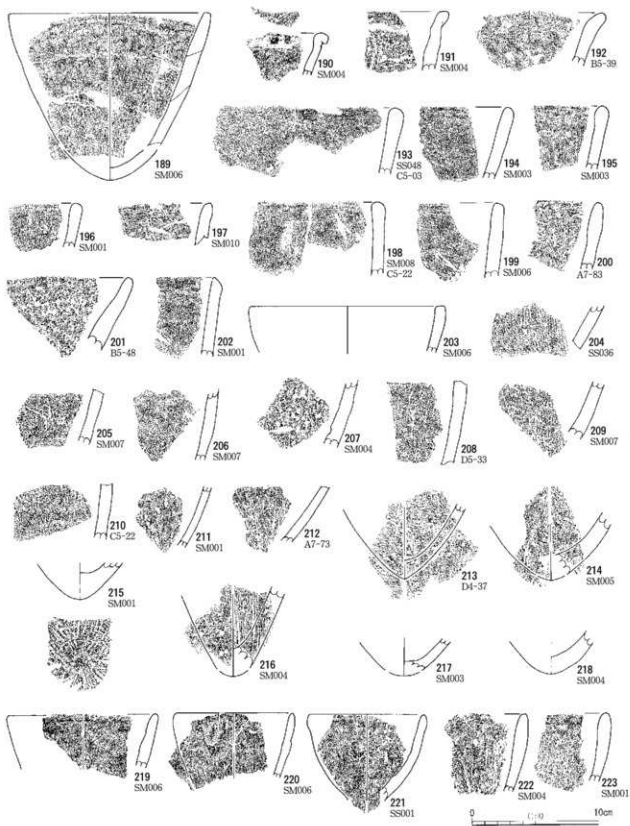 189
SM006
190
SM004
191
SM004
192
B5-39
193
SS048
C5-03
194
SM003
195
SM003
196
SM001
197
SM010
198
SM008
C5-22
199
SM006
200
A7-83
201
B5-48
202
SM001
203
SM006
204
SS036
205
SM007
206
SM007
207
SM004
208
D5-33
209
SM007
210
C5-22
211
SM001
212
A7-73
213
D4-37
214
SM005
215
SM001
216
SM004
217
SM003
218
SM004
219
SM006
220
SM006
221
SS001
222
SM004
223
SM001
0
10cm